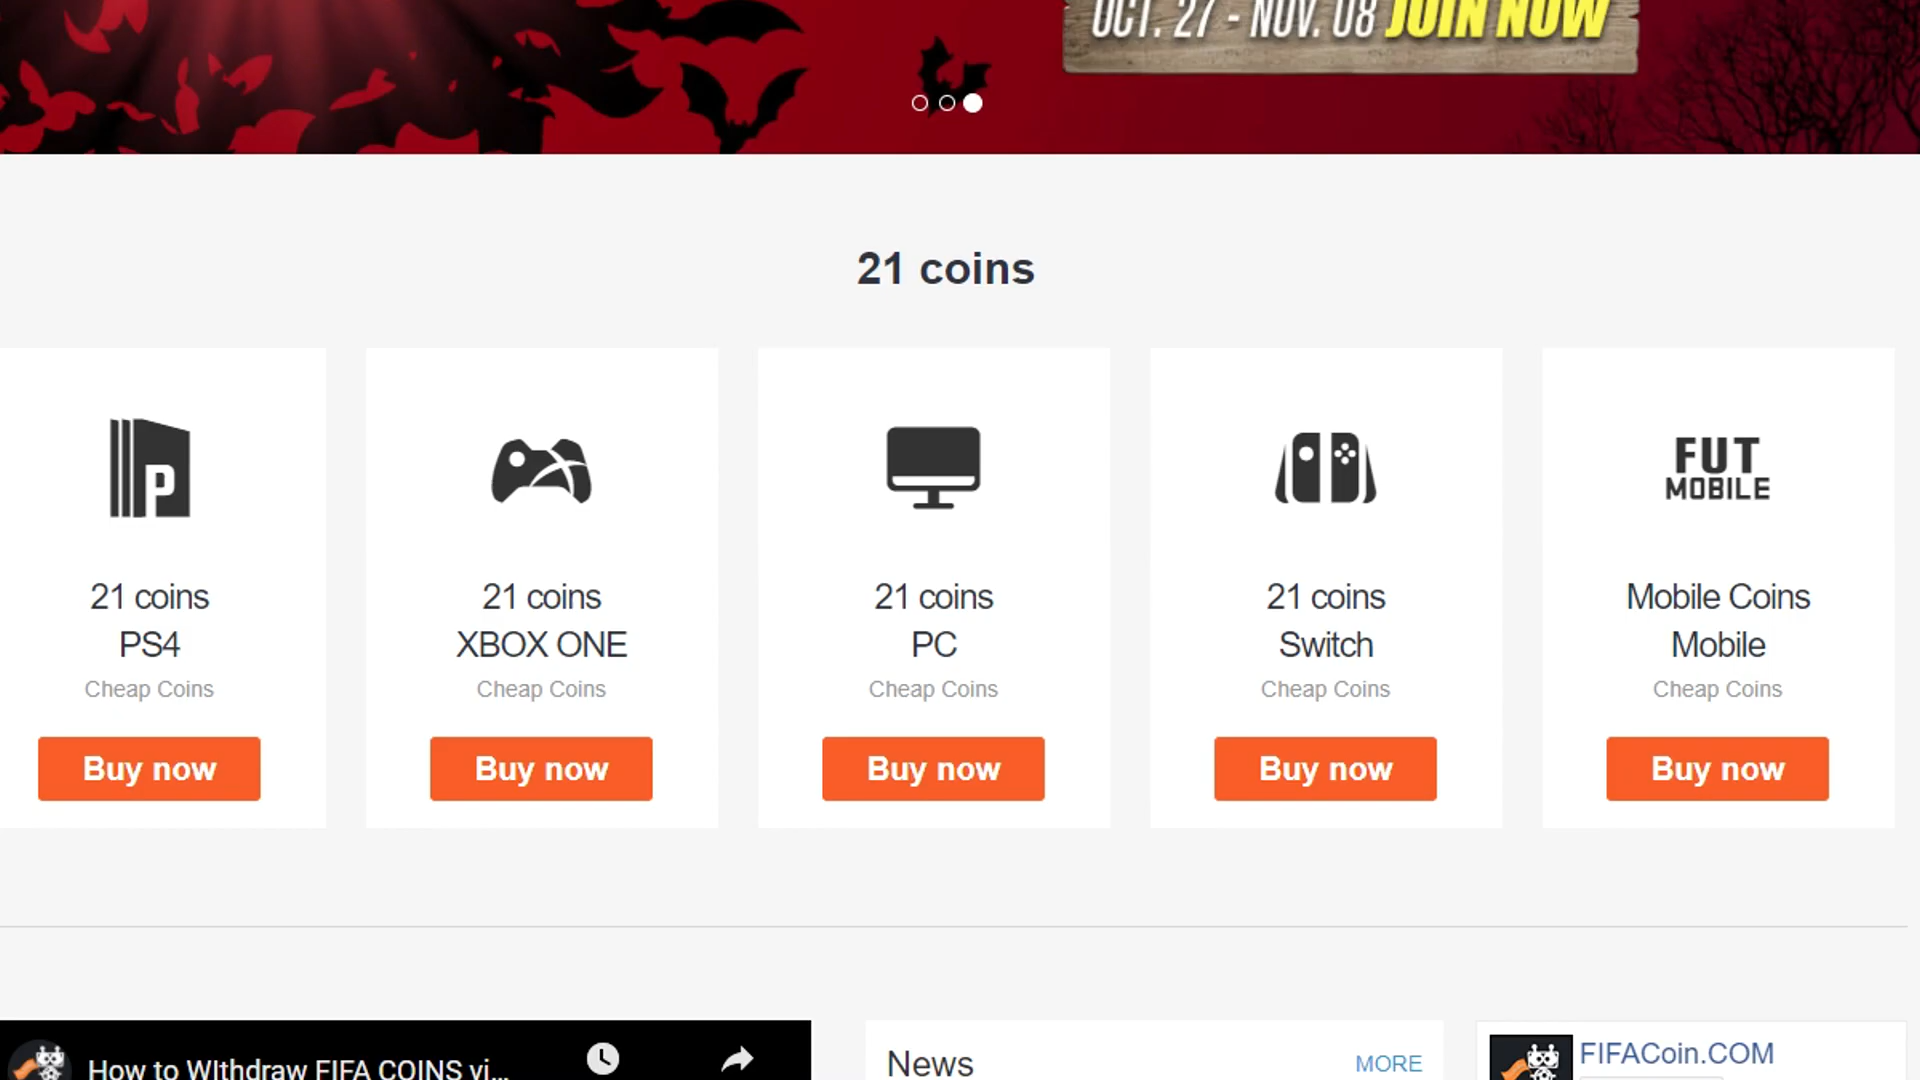 OCT. 27 - NOV. 08 JOIN NOW
21 coins
P
FUT
MOBILE
21 coins
PS4
Cheap Coins
Buy now
21 coins
XBOX ONE
Cheap Coins
Buy now
21 coins
PC
Cheap Coins
Buy now
21 coins
Switch
Cheap Coins
Buy now
Mobile Coins
Mobile
Cheap Coins
Buy now
How to WIthdraw FIFA COINS vi...
News
MORE
FIFACoin.COM